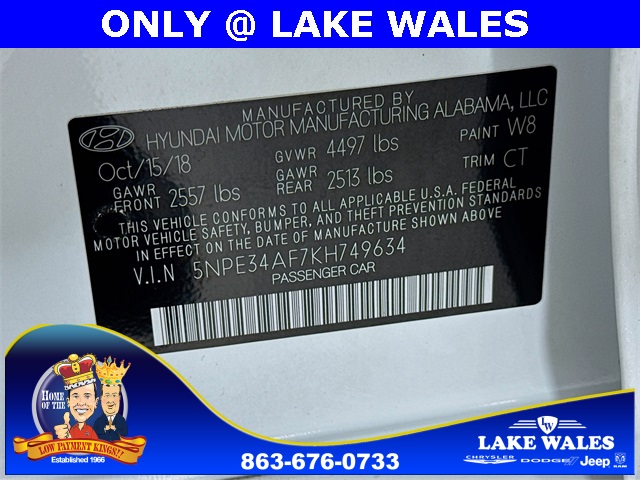 ONLY @ LAKE WALES
MANUFACTURED BY
HYUNDAI MOTOR MANUFACTURING ALABAMA, LLC
Oct/15/18 GVWR 4497 lbs PAINT W8
GAWR FRONT 2557 lbs GAWR REAR 2513 lbs TRIM CT
THIS VEHICLE CONFORMS TO ALL APPLICABLE U.S.A. FEDERAL
MOTOR VEHICLE SAFETY, BUMPER, AND THEFT PREVENTION STANDARDS
IN EFFECT ON THE DATE OF MANUFACTURE SHOWN ABOVE
V.I.N 5NPE34AF7KH749634
PASSENGER CAR
HOME OF THE
LOW PAYMENT KINGS!!
Established 1966
863-676-0733
LW
LAKE WALES
CHRYSLER DODGE Jeep RAM